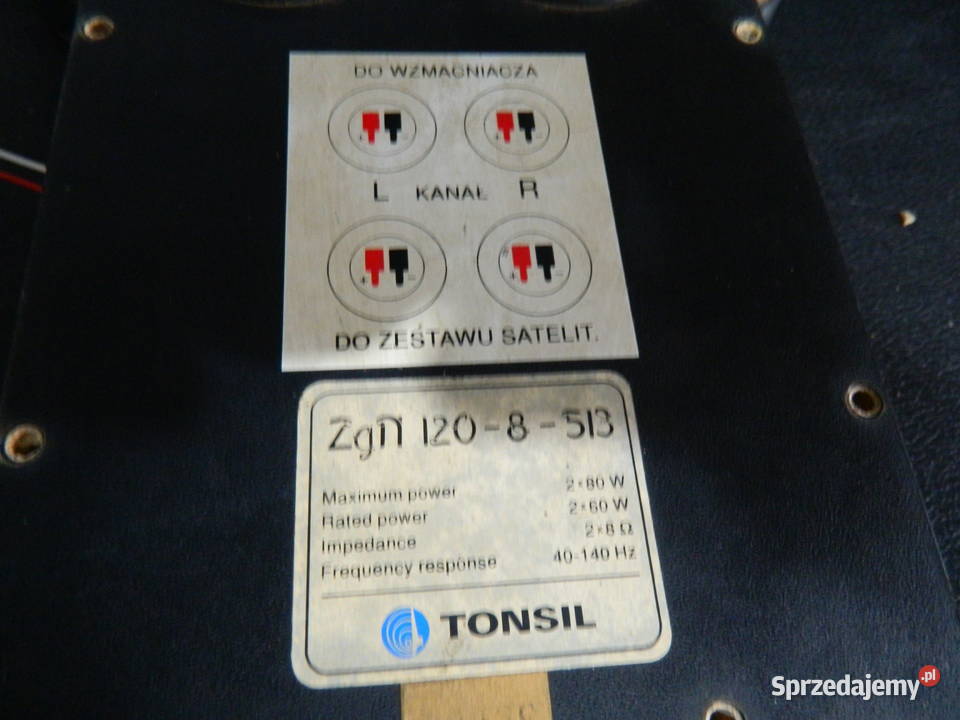 DO WZMACNIACZA
+ - + -
L KANAŁ R
+ - + -
DO ZESTAWU SATELIT.
ZgN 120-8-513
Maximum power 2×80 W
Rated power 2×60 W
Impedance 2×8 Ω
Frequency response 40-140 Hz
TONSIL
Sprzedajemy.pl